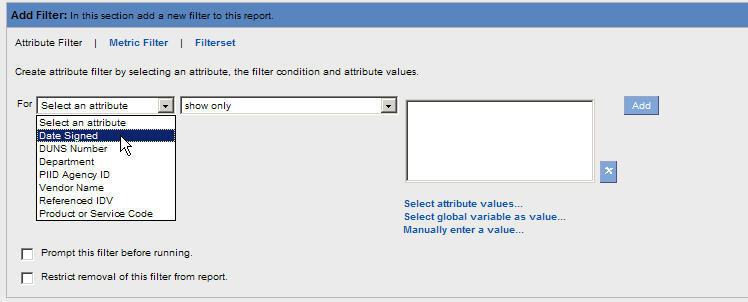 Add Filter: In this section add a new filter to this report.
Attribute Filter | Metric Filter | Filterset
Create attribute filter by selecting an attribute, the filter condition and attribute values.
For Select an attribute show only Add
Select an attribute
Date Signed
DUNS Number
Department
PIID Agency ID
Vendor Name
Referenced IDV
Product or Service Code
x
Select attribute values...
Select global variable as value...
Manually enter a value...
Prompt this filter before running.
Restrict removal of this filter from report.